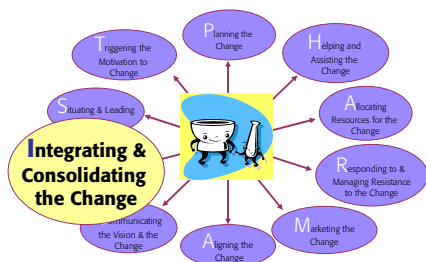 Planning the
Change
Helping and
Assisting the
Change
Allocating
Resources for the
Change
Responding to &
Managing Resistance
to the Change
Marketing the
Change
Aligning the
Change
the Vision & the
Change
Integrating &
Consolidating
the Change
Situating & Leading
Triggering the
Motivation to
Change